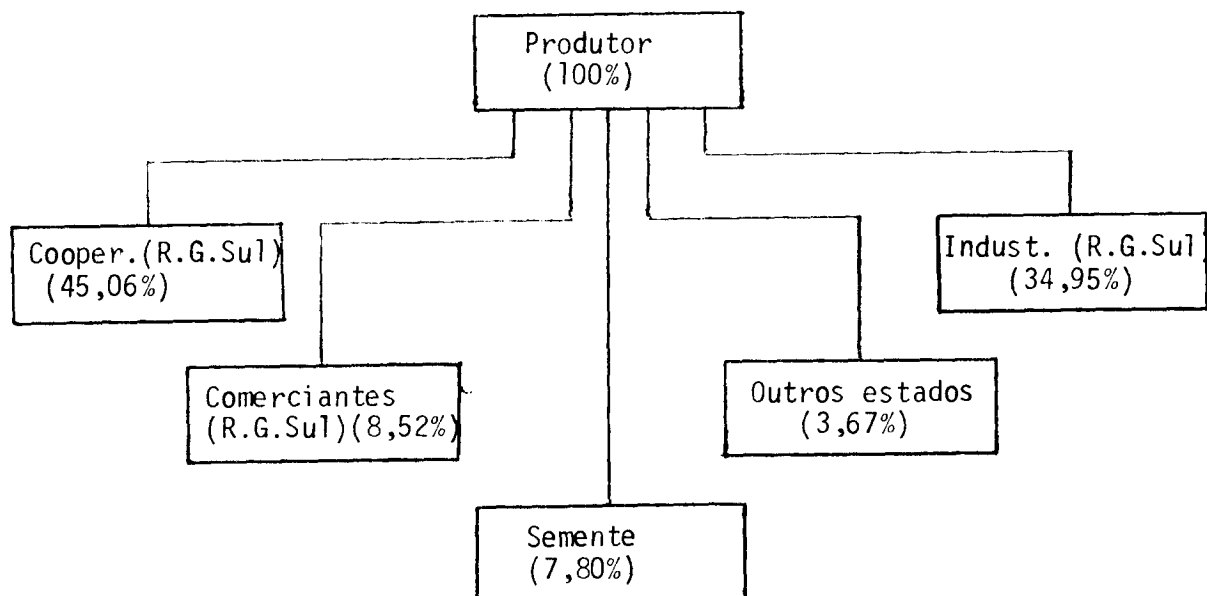 Produtor
(100%)
Cooper.(R.G.Sul)
(45,06%)
Indust. (R.G.Sul)
(34,95%)
Comerciantes
(R.G.Sul)(8,52%)
Outros estados
(3,67%)
Semente
(7,80%)